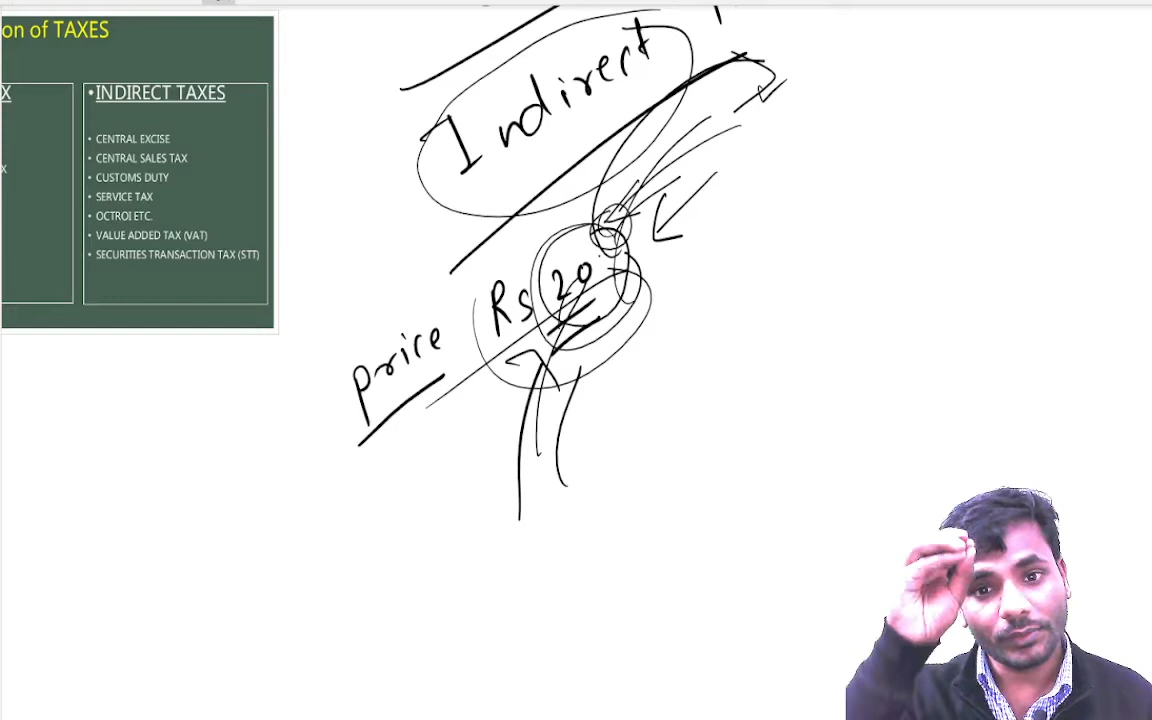 on of TAXES
X
•INDIRECT TAXES
• CENTRAL EXCISE
• CENTRAL SALES TAX
• CUSTOMS DUTY
X
• SERVICE TAX
• OCTROI ETC.
• VALUE ADDED TAX (VAT)
• SECURITIES TRANSACTION TAX (STT)
Indirect
price Rs 20